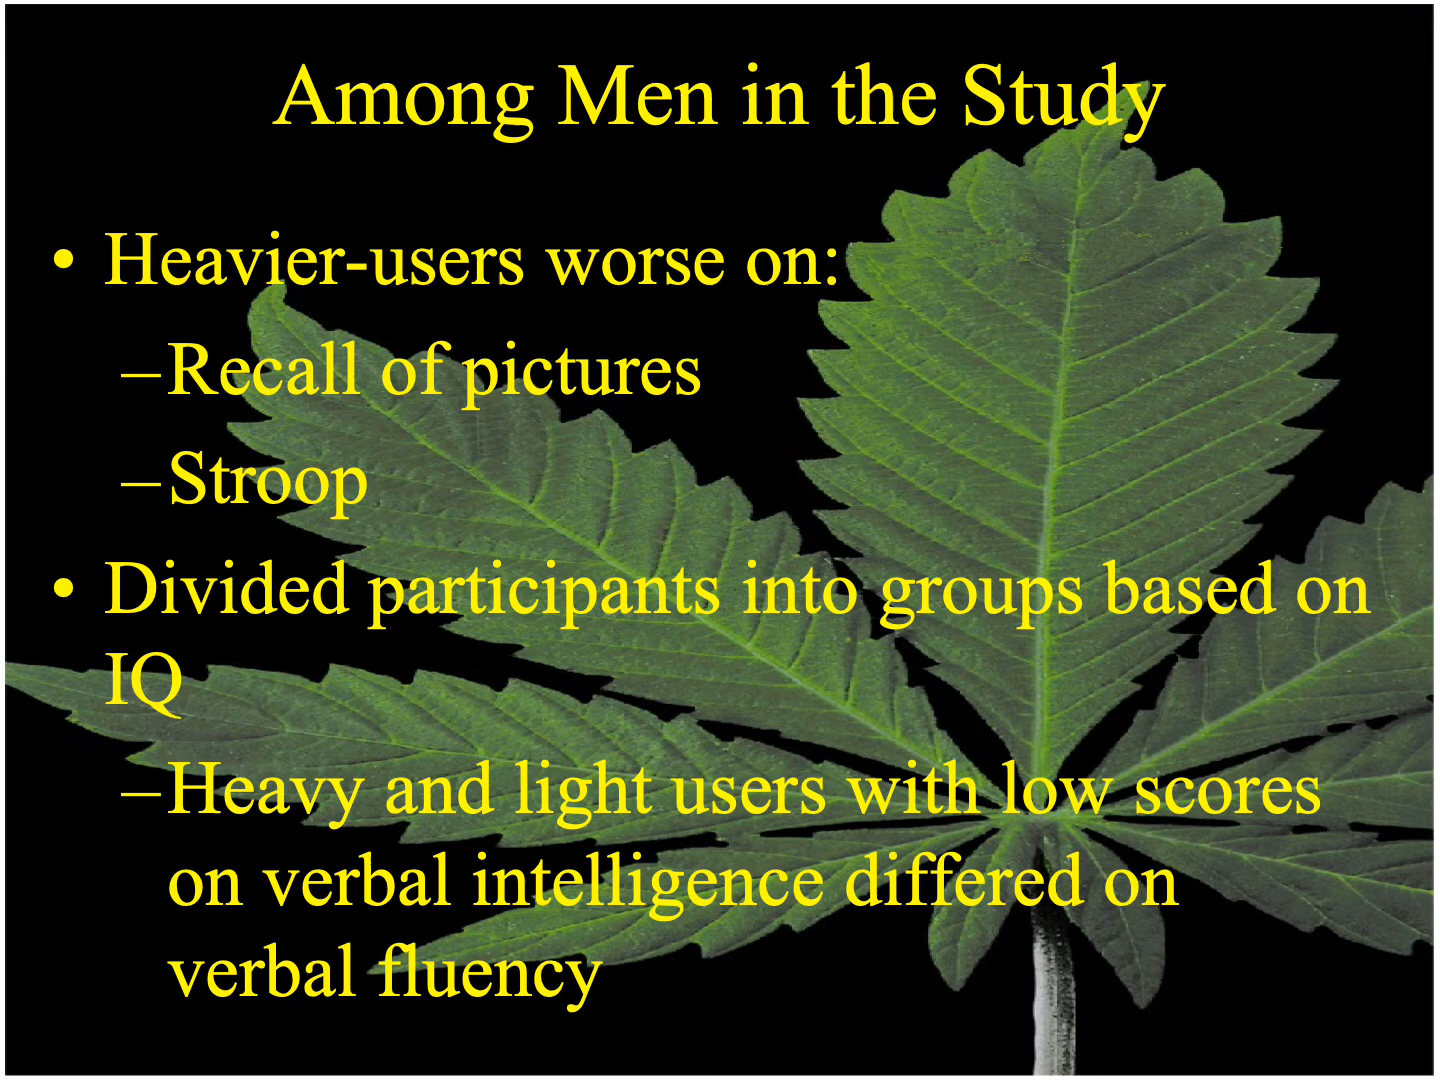 Among Men in the Study
• Heavier-users worse on:
–Recall of pictures
–Stroop
• Divided participants into groups based on
IQ
–Heavy and light users with low scores
on verbal intelligence differed on
verbal fluency